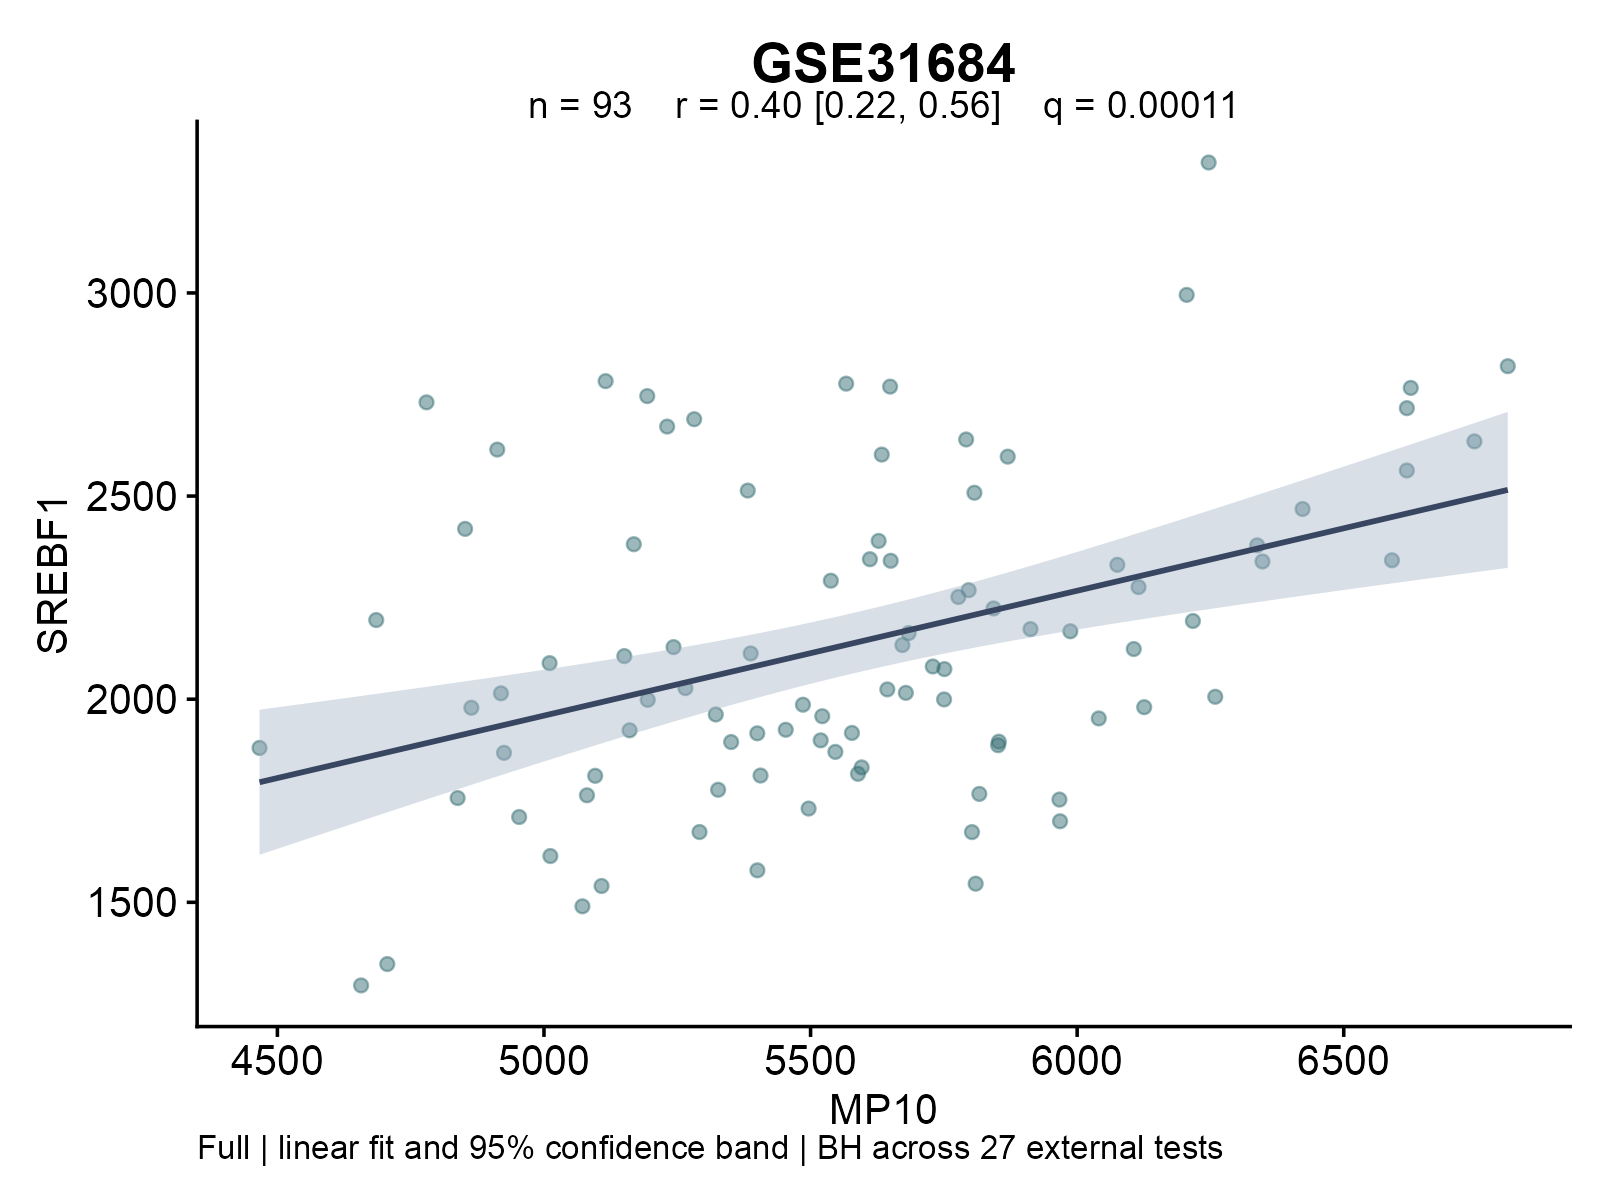 GSE31684
n = 93 r = 0.40 [0.22, 0.56] q = 0.00011
SREBF1
3000
2500
2000
1500
4500 5000 5500 6000 6500
MP10
Full | linear fit and 95% confidence band | BH across 27 external tests